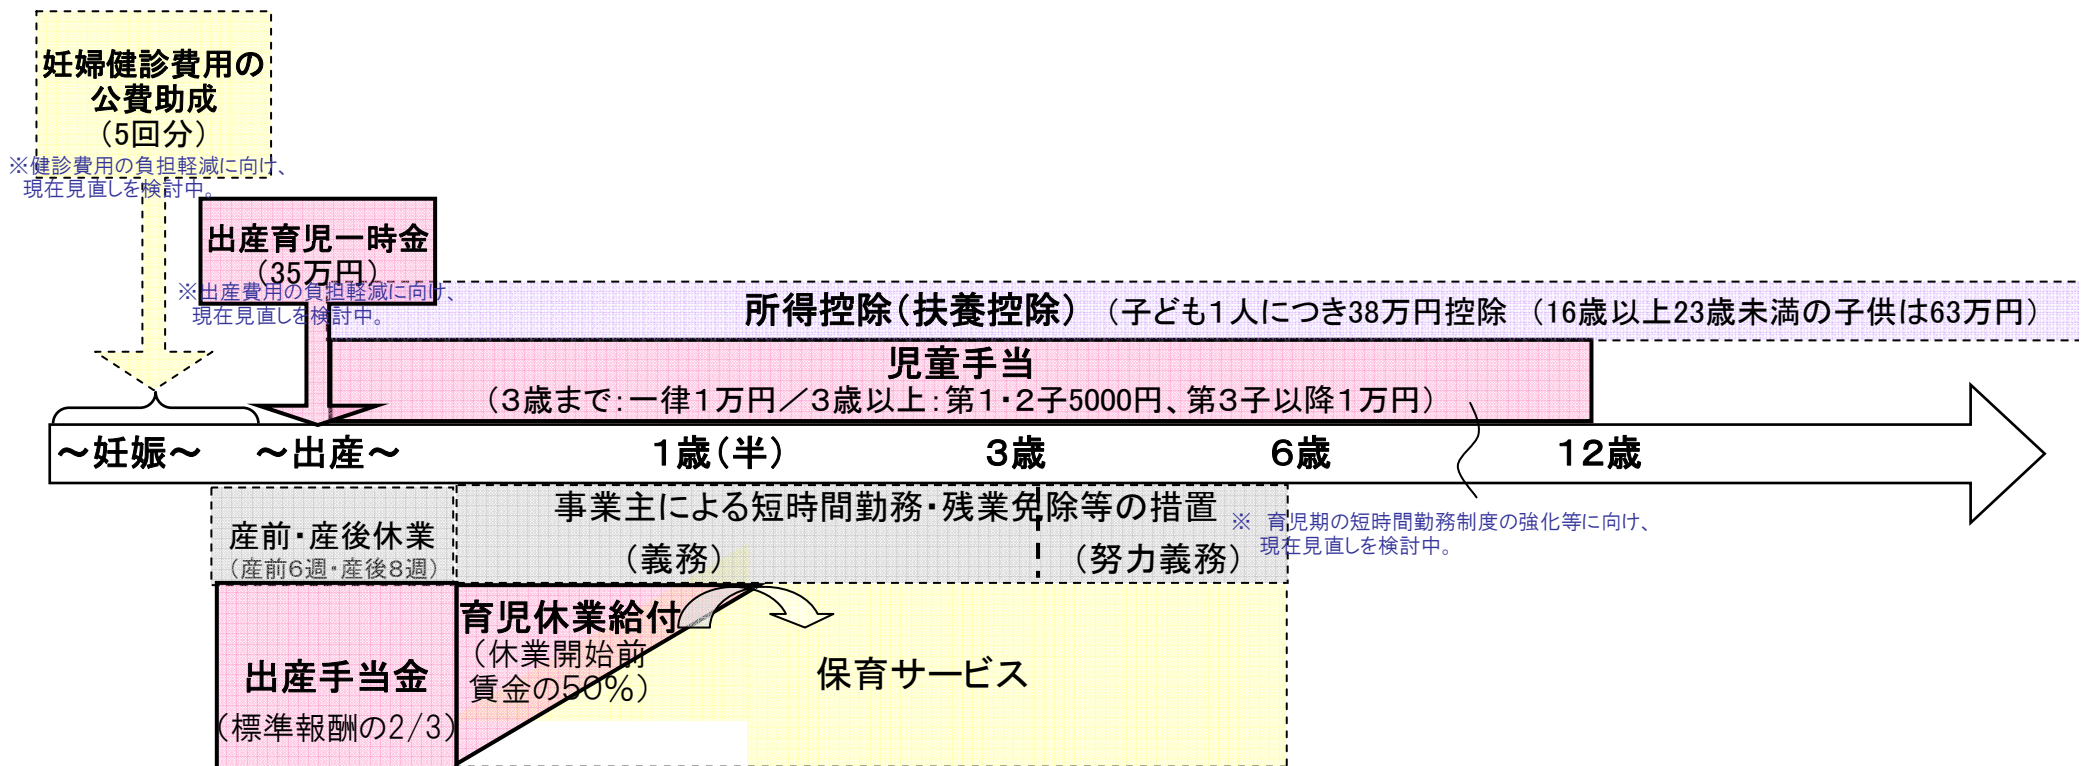 妊婦健診費用の
公費助成
（5回分）
※健診費用の負担軽減に向け、
現在見直しを検討中。
出産育児一時金
（35万円）
※出産費用の負担軽減に向け、
現在見直しを検討中。
所得控除（扶養控除）（子ども１人につき38万円控除 （16歳以上23歳未満の子供は63万円）
児童手当
（３歳まで：一律１万円／３歳以上：第１・２子5000円、第３子以降１万円）
～妊娠～ ～出産～ １歳（半） ３歳 ６歳 １２歳
産前・産後休業
（産前６週・産後８週）
事業主による短時間勤務・残業免除等の措置
（義務） （努力義務）
※ 育児期の短時間勤務制度の強化等に向け、
現在見直しを検討中。
出産手当金
（標準報酬の2/3）
育児休業給付
（休業開始前
賃金の50％）
保育サービス